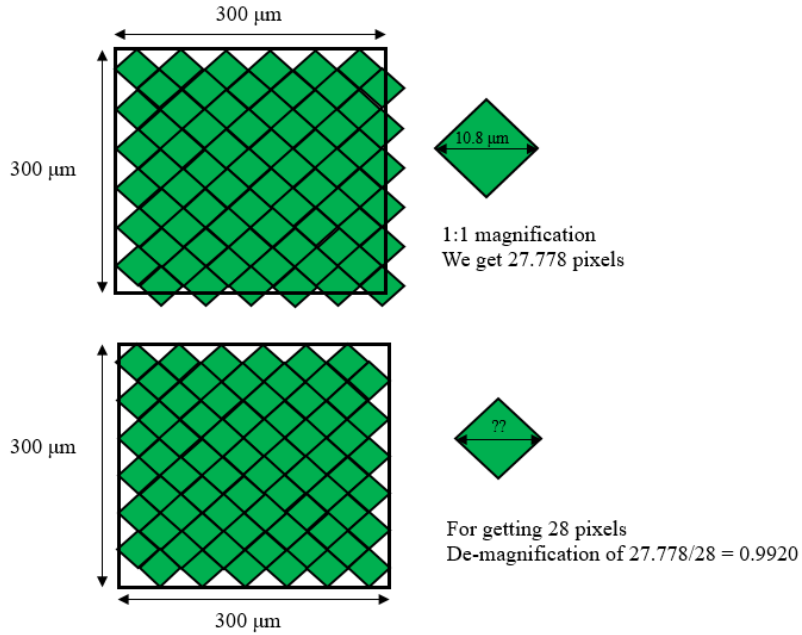 300 μm
300 μm
10.8 μm
1:1 magnification
We get 27.778 pixels
300 μm
??
For getting 28 pixels
De-magnification of 27.778/28 = 0.9920
300 μm